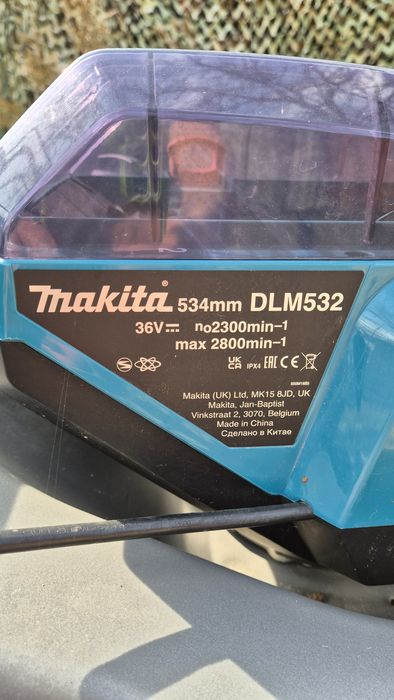 makita 534mm DLM532
36V n₀2300min-1
max 2800min-1
UK CA IPX4 EAC CE
Makita (UK) Ltd, MK15 8JD, UK
Makita, Jan-Baptist
Vinkstraat 2, 3070, Belgium
Made in China
Сделано в Китае